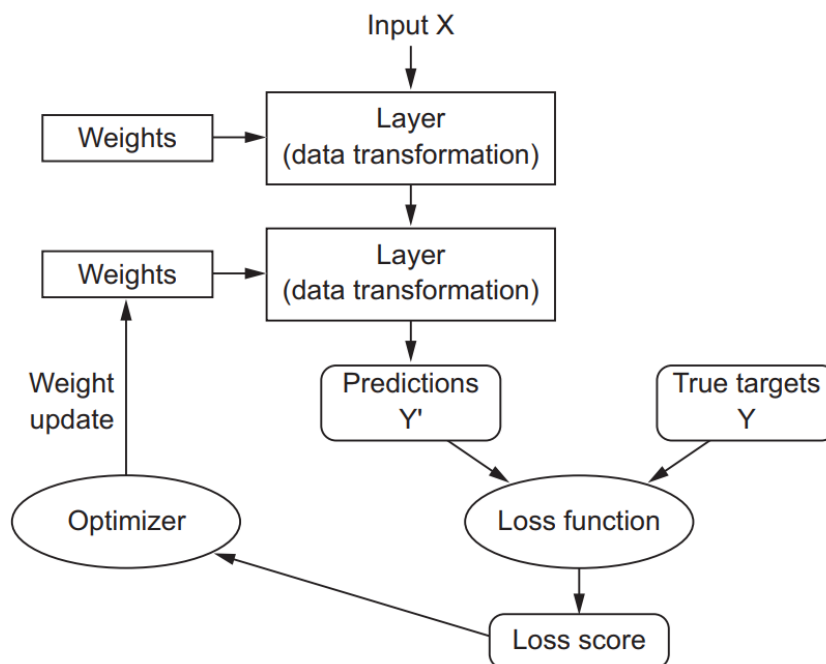 Input X
Weights
Layer
(data transformation)
Weights
Layer
(data transformation)
Weight
update
Predictions
Y'
True targets
Y
Optimizer
Loss function
Loss score